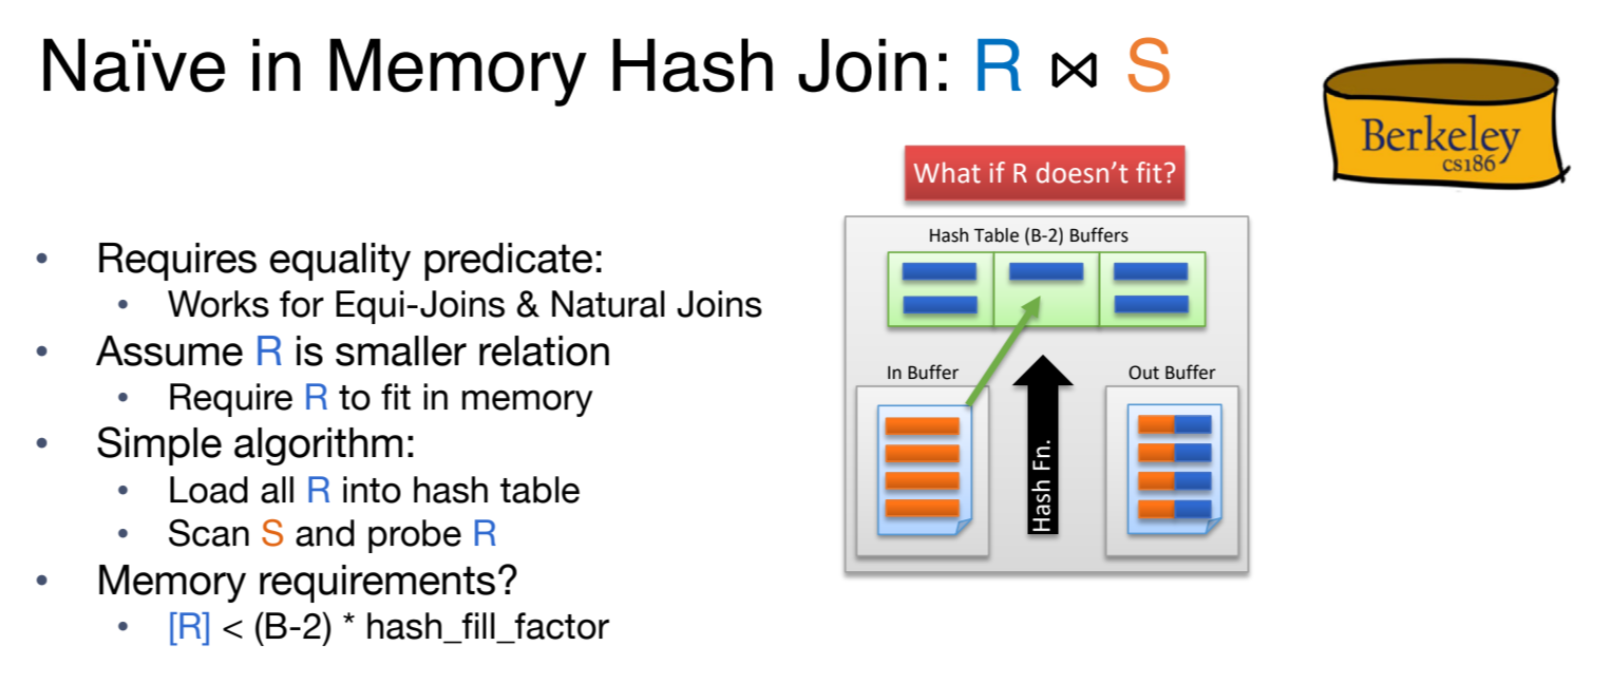 Naïve in Memory Hash Join: R ⋈ S
Berkeley
cs186
What if R doesn't fit?
• Requires equality predicate:
• Works for Equi-Joins & Natural Joins
• Assume R is smaller relation
• Require R to fit in memory
• Simple algorithm:
• Load all R into hash table
• Scan S and probe R
• Memory requirements?
• [R] < (B-2) * hash_fill_factor
Hash Table (B-2) Buffers
In Buffer
Out Buffer
Hash Fn.